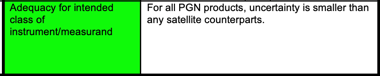 Adequacy for intended
class of
instrument/measurand
For all PGN products, uncertainty is smaller than
any satellite counterparts.